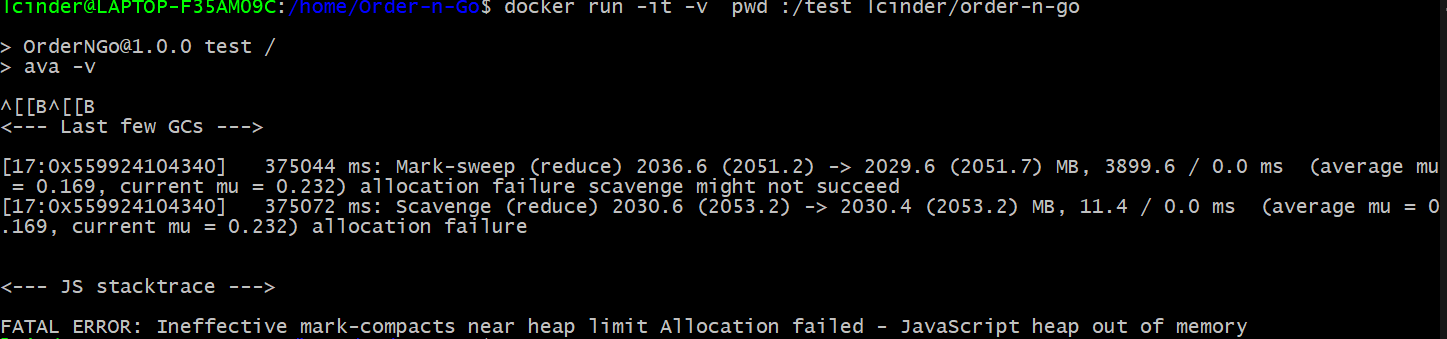 lcinder@LAPTOP-F35AM09C:/home/Order-n-Go$ docker run -it -v  pwd :/test lcinder/order-n-go
> OrderNGo@1.0.0 test /
> ava -v
^[[B^[[B
<--- Last few GCs --->
[17:0x559924104340]   375044 ms: Mark-sweep (reduce) 2036.6 (2051.2) -> 2029.6 (2051.7) MB, 3899.6 / 0.0 ms  (average mu
 = 0.169, current mu = 0.232) allocation failure scavenge might not succeed
[17:0x559924104340]   375072 ms: Scavenge (reduce) 2030.6 (2053.2) -> 2030.4 (2053.2) MB, 11.4 / 0.0 ms  (average mu = 0
.169, current mu = 0.232) allocation failure
<--- JS stacktrace --->
FATAL ERROR: Ineffective mark-compacts near heap limit Allocation failed - JavaScript heap out of memory